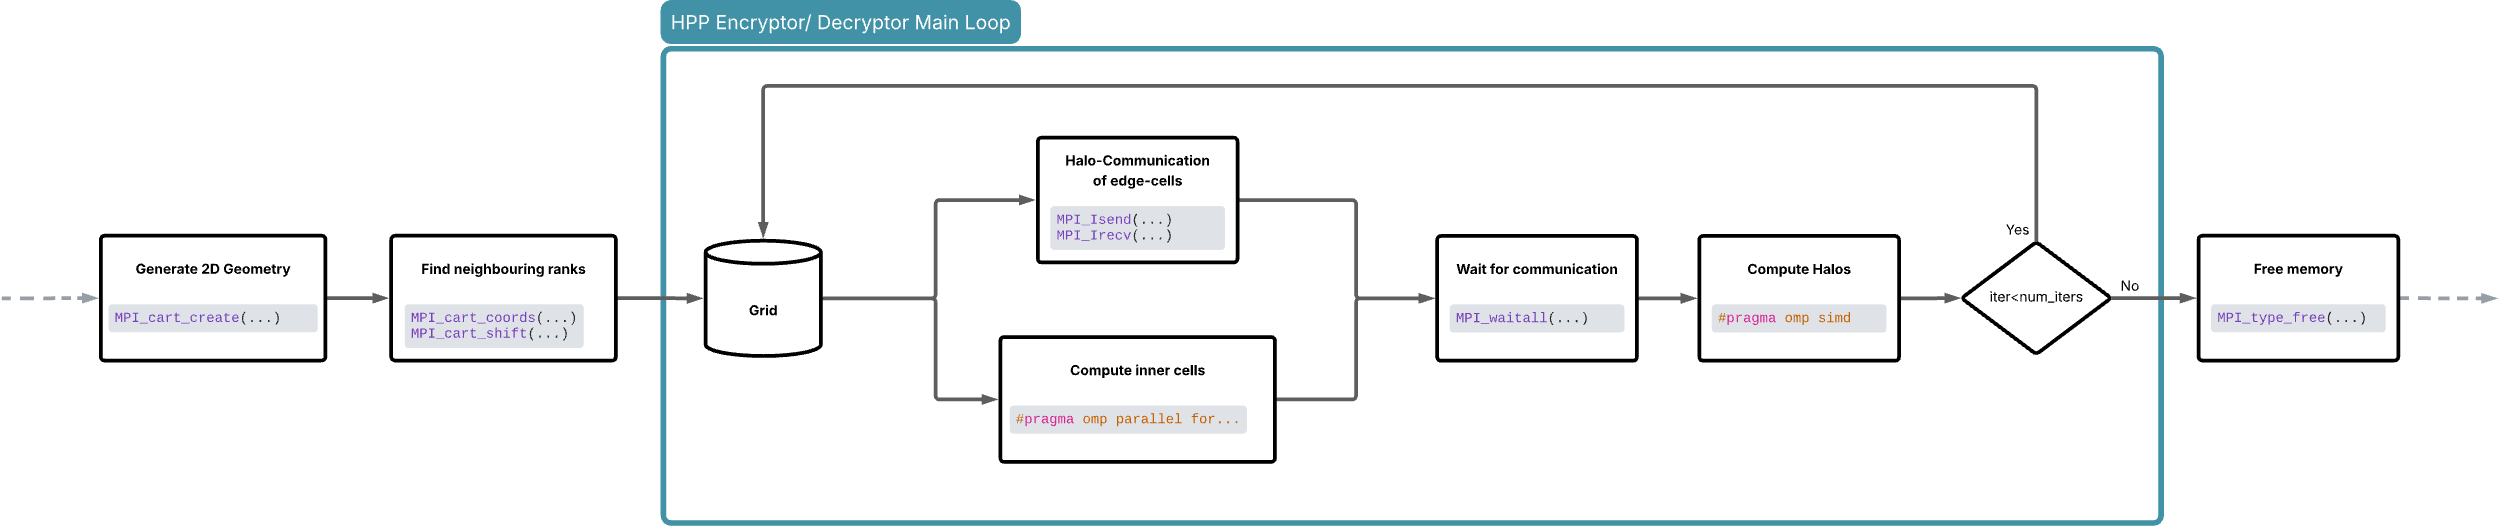 HPP Encryptor/ Decryptor Main Loop
Generate 2D Geometry
MPI_cart_create(...)
Find neighbouring ranks
MPI_cart_coords(...)
MPI_cart_shift(...)
Grid
Halo-Communication
of edge-cells
MPI_Isend(...)
MPI_Irecv(...)
Compute inner cells
#pragma omp parallel for...
Wait for communication
MPI_waitall(...)
Compute Halos
#pragma omp simd
Yes
iter<num_iters
No
Free memory
MPI_type_free(...)